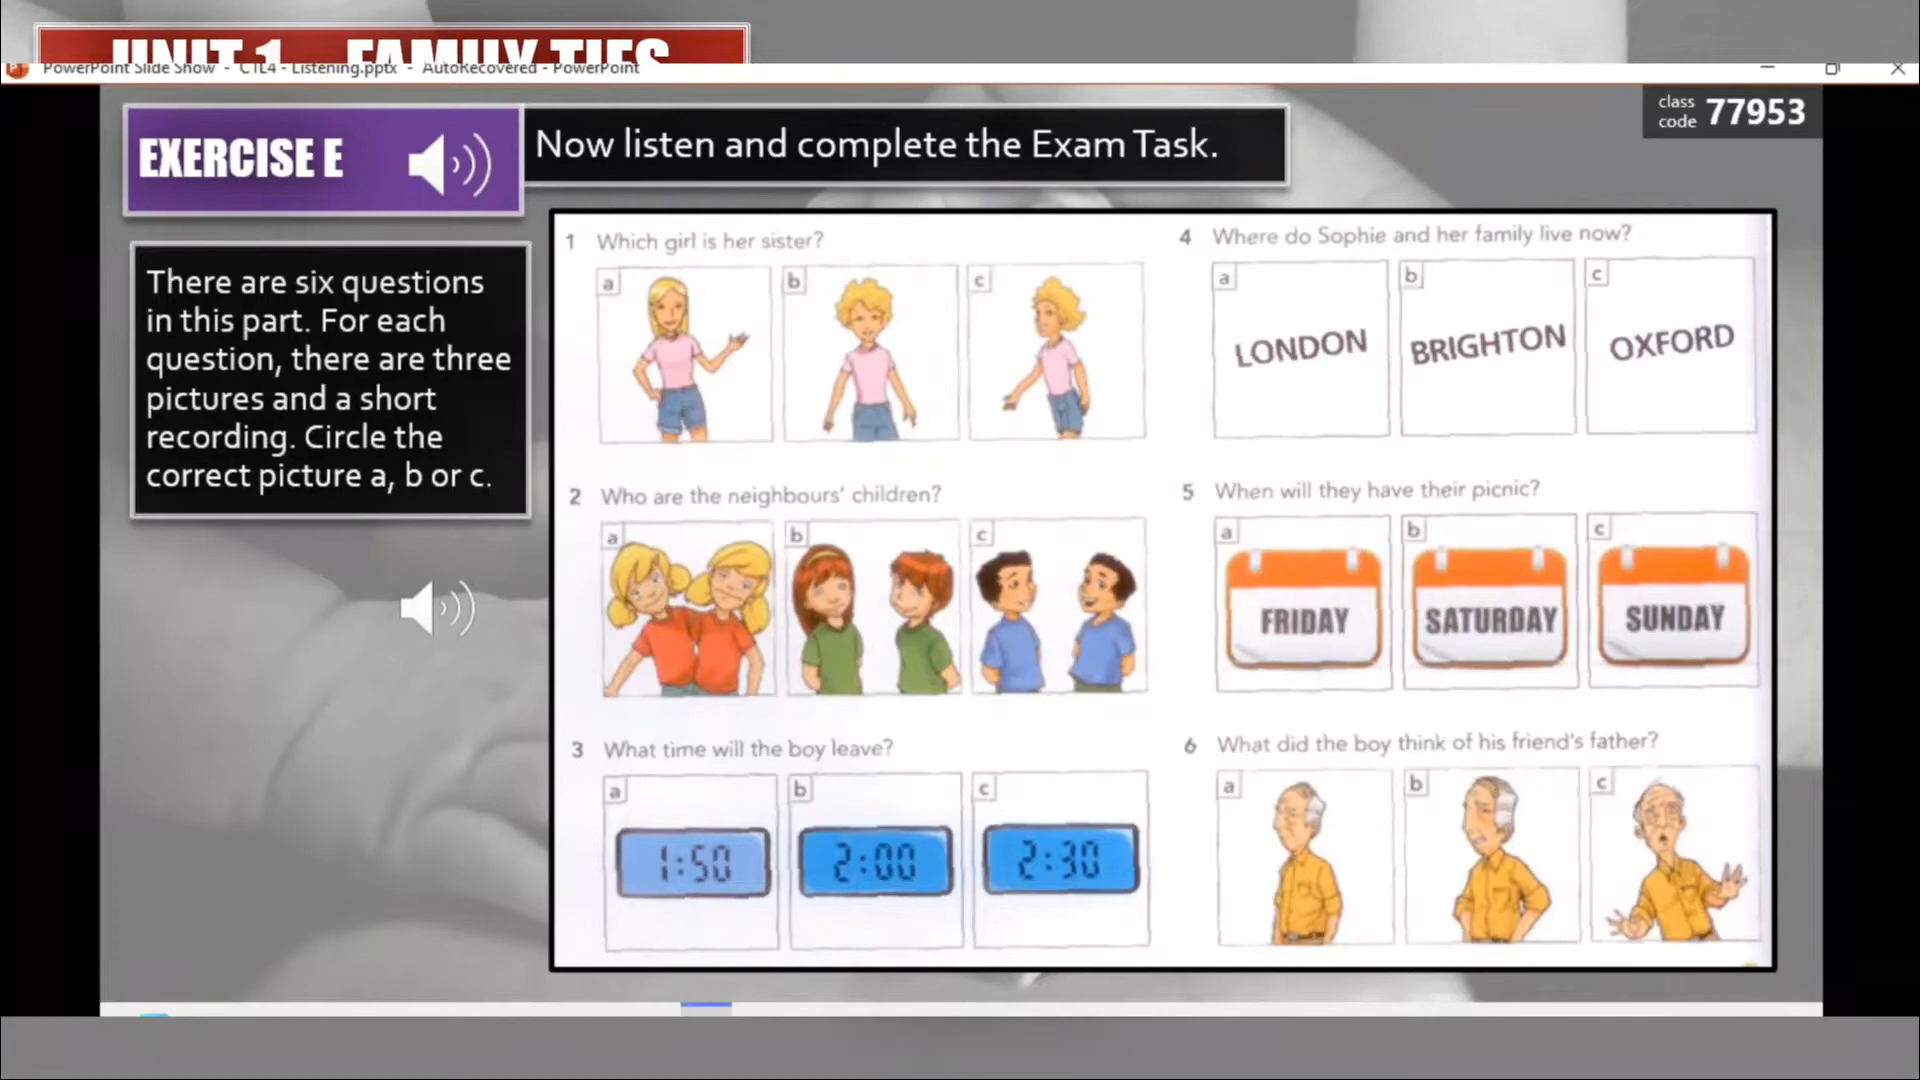 UNIT 1 - FAMILY TIES
PowerPoint Slide Show - CTL4 - Listening.pptx - AutoRecovered - PowerPoint
class code 77953
EXERCISE E
Now listen and complete the Exam Task.
There are six questions
in this part. For each
question, there are three
pictures and a short
recording. Circle the
correct picture a, b or c.
1 Which girl is her sister?
a b c
2 Who are the neighbours' children?
a b c
3 What time will the boy leave?
a b c
1:50 2:00 2:30
4 Where do Sophie and her family live now?
a b c
LONDON BRIGHTON OXFORD
5 When will they have their picnic?
a b c
FRIDAY SATURDAY SUNDAY
6 What did the boy think of his friend's father?
a b c